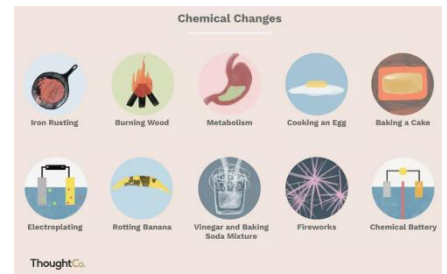 Chemical Changes
Iron Rusting
Burning Wood
Metabolism
Cooking an Egg
Baking a Cake
Electroplating
Rotting Banana
Vinegar and Baking
Soda Mixture
Fireworks
Chemical Battery
ThoughtCo.